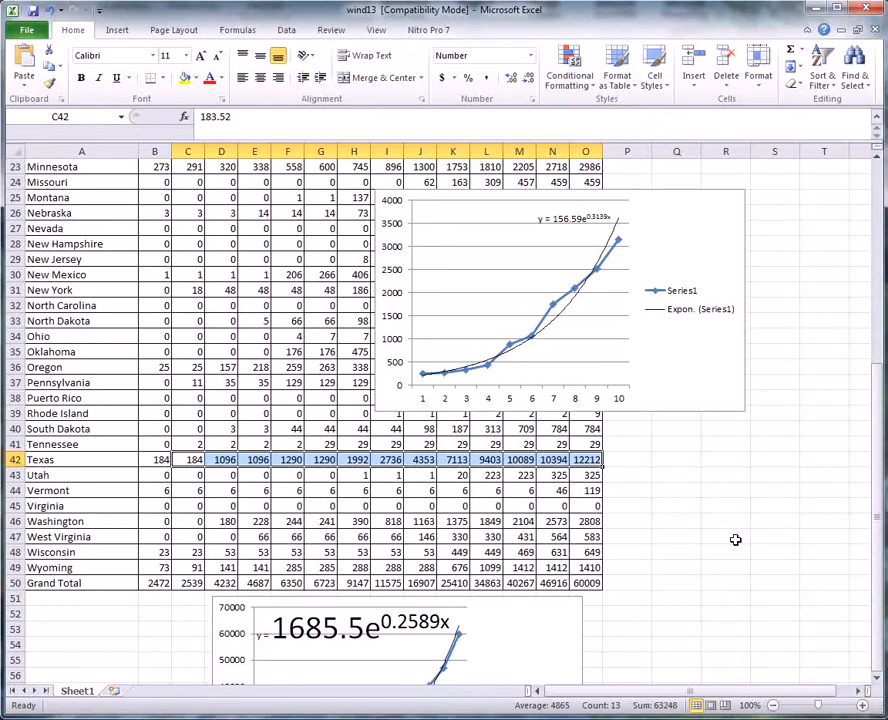 wind13 [Compatibility Mode] - Microsoft Excel
File Home Insert Page Layout Formulas Data Review View Nitro Pro 7
Paste Calibri 11 A A Wrap Text Number Conditional Formatting Format as Table Cell Styles Insert Delete Format Sort & Filter Find & Select
B I U A Merge & Center $ % ,
Clipboard Font Alignment Number Styles Cells Editing
C42 fx 183.52
A B C D E F G H I J K L M N O P Q R S T
23 Minnesota 273 291 320 338 558 600 745 896 1300 1753 1810 2205 2718 2986
24 Missouri 0 0 0 0 0 0 0 0 62 163 309 457 459 459
25 Montana 0 0 0 0 1 1 137
26 Nebraska 3 3 3 14 14 14 73
27 Nevada 0 0 0 0 0 0 0
28 New Hampshire 0 0 0 0 0 0 0
29 New Jersey 0 0 0 0 0 0 8
30 New Mexico 1 1 1 1 206 266 406
31 New York 0 18 48 48 48 48 186
32 North Carolina 0 0 0 0 0 0 0
33 North Dakota 0 0 0 5 66 66 98
34 Ohio 0 0 0 0 4 7 7
35 Oklahoma 0 0 0 0 176 176 475
36 Oregon 25 25 157 218 259 263 338
37 Pennsylvania 0 11 35 35 129 129 129
38 Puerto Rico 0 0 0 0 0 0 0
39 Rhode Island 0 0 0 0 0 0 0 1 1 1 2 2 2 9
40 South Dakota 0 0 3 3 44 44 44 44 98 187 313 709 784 784
41 Tennessee 0 2 2 2 2 29 29 29 29 29 29 29 29 29
42 Texas 184 184 1096 1096 1290 1290 1992 2736 4353 7113 9403 10089 10394 12212
43 Utah 0 0 0 0 0 0 1 1 1 20 223 223 325 325
44 Vermont 6 6 6 6 6 6 6 6 6 6 6 6 46 119
45 Virginia 0 0 0 0 0 0 0 0 0 0 0 0 0 0
46 Washington 0 0 180 228 244 241 390 818 1163 1375 1849 2104 2573 2808
47 West Virginia 0 0 0 66 66 66 66 66 146 330 330 431 564 583
48 Wisconsin 23 23 53 53 53 53 53 53 53 449 449 469 631 649
49 Wyoming 73 91 141 141 285 285 288 288 288 676 1099 1412 1412 1410
50 Grand Total 2472 2539 4232 4687 6350 6723 9147 11575 16907 25410 34863 40267 46916 60009
51
52
53
54
55
56
4000
3500
3000
2500
2000
1500
1000
500
0
1 2 3 4 5 6 7 8 9 10
y = 156.59e0.3139x
Series1
Expon. (Series1)
70000
60000
50000
y = 1685.5e0.2589x
Sheet1
Ready Average: 4865 Count: 13 Sum: 63248 100%